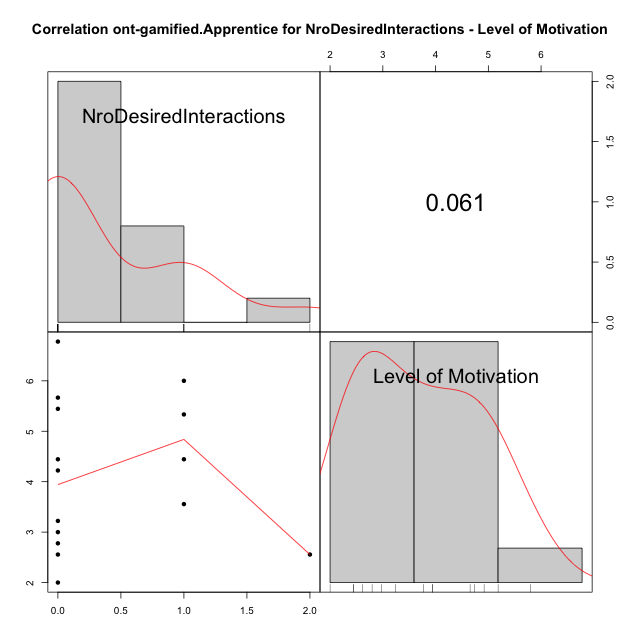 Correlation ont-gamified.Apprentice for NroDesiredInteractions - Level of Motivation
2 3 4 5 6
NroDesiredInteractions
0.061
0.0 0.5 1.0 1.5 2.0
Level of Motivation
2 3 4 5 6
0.0 0.5 1.0 1.5 2.0